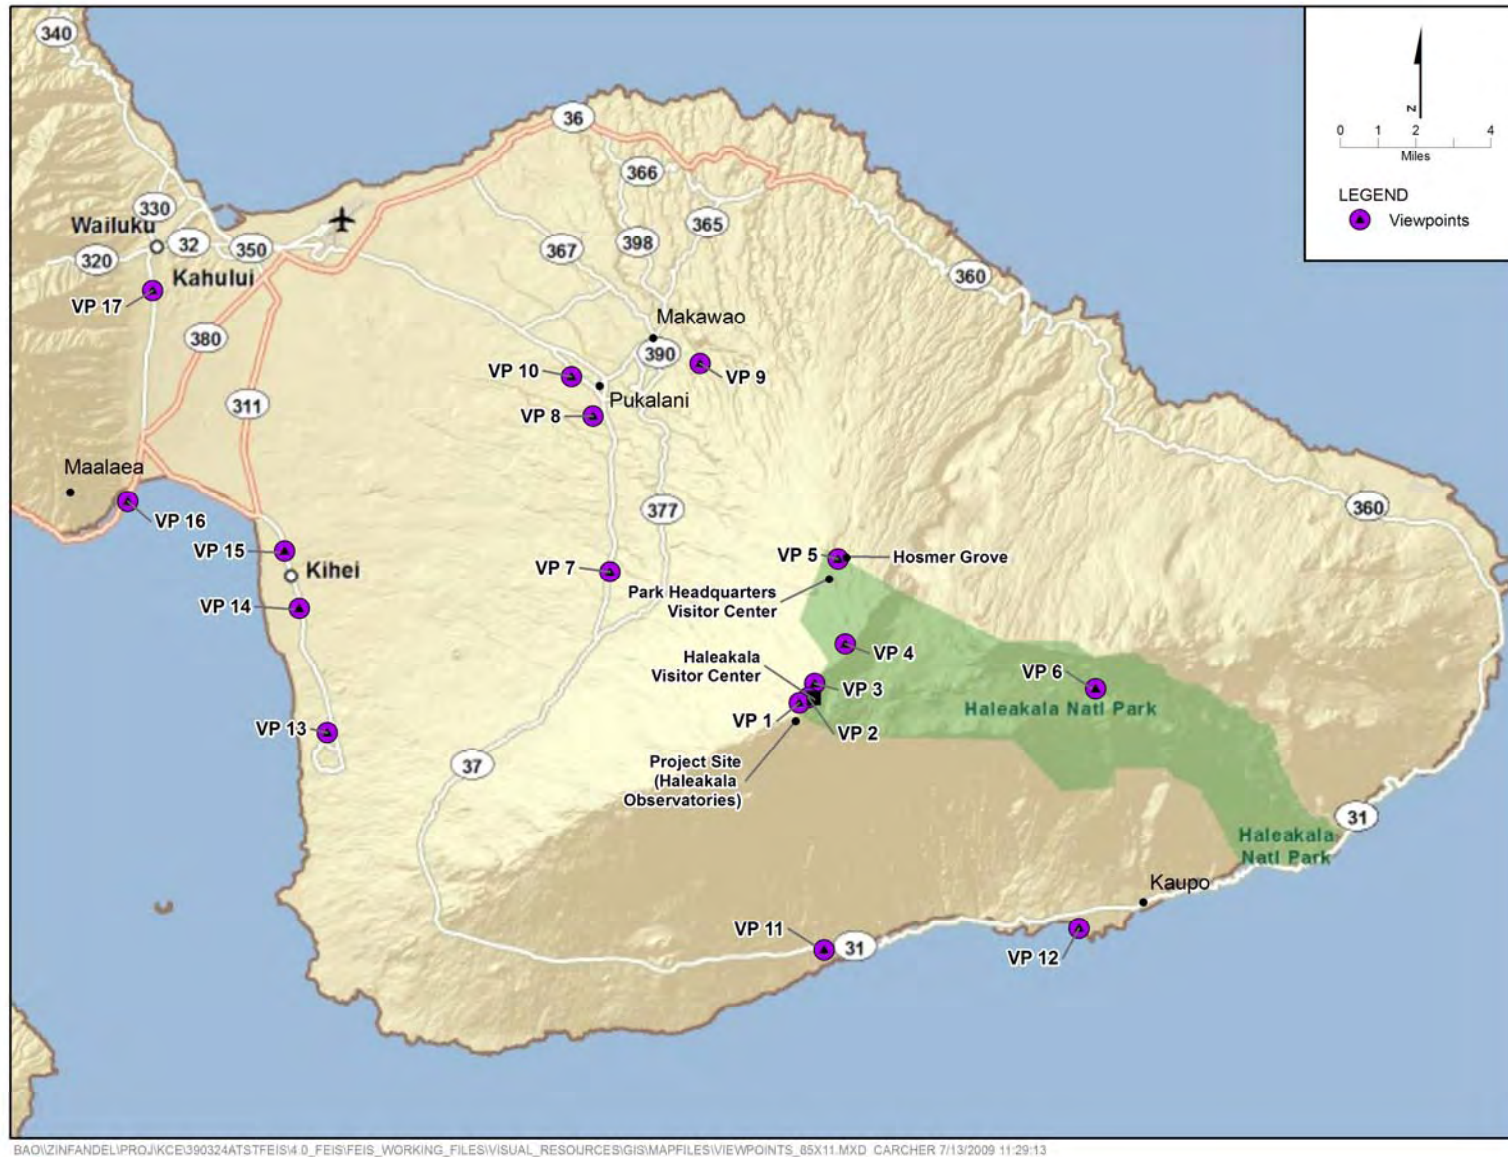 340
36
366
330
Wailuku
32
350
320
Kahului
VP 17
380
311
367
398
365
360
Makawao
390
VP 10
VP 9
Pukalani
VP 8
Maalaea
377
360
VP 16
VP 15
Kihei
VP 14
VP 7
VP 5
Hosmer Grove
Park Headquarters
Visitor Center
VP 4
Haleakala
Visitor Center
VP 3
VP 6
Haleakala Natl Park
VP 1
VP 2
VP 13
37
Project Site
(Haleakala
Observatories)
31
Haleakala
Natl Park
Kaupo
VP 11
31
VP 12
N
0 1 2 4
Miles
LEGEND
Viewpoints
BAO\\ZINFANDEL\PROJ\KCE\390324ATSTFEIS\4.0_FEIS\FEIS_WORKING_FILES\VISUAL_RESOURCES\GIS\MAPFILES\VIEWPOINTS_85X11.MXD CARCHER 7/13/2009 11:29:13